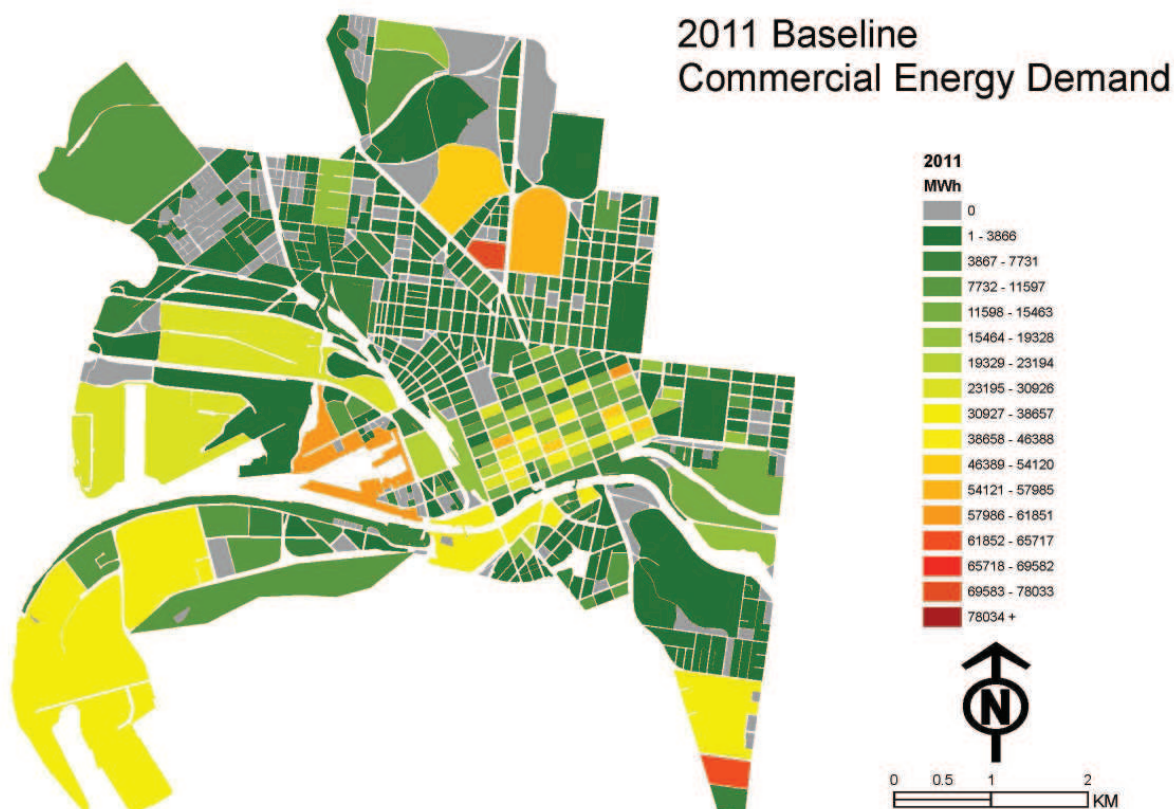 2011 Baseline
Commercial Energy Demand
2011
MWh
0
1 - 3866
3867 - 7731
7732 - 11597
11598 - 15463
15464 - 19328
19329 - 23194
23195 - 30926
30927 - 38657
38658 - 46388
46389 - 54120
54121 - 57985
57986 - 61851
61852 - 65717
65718 - 69582
69583 - 78033
78034 +
N
0 0.5 1 2
KM